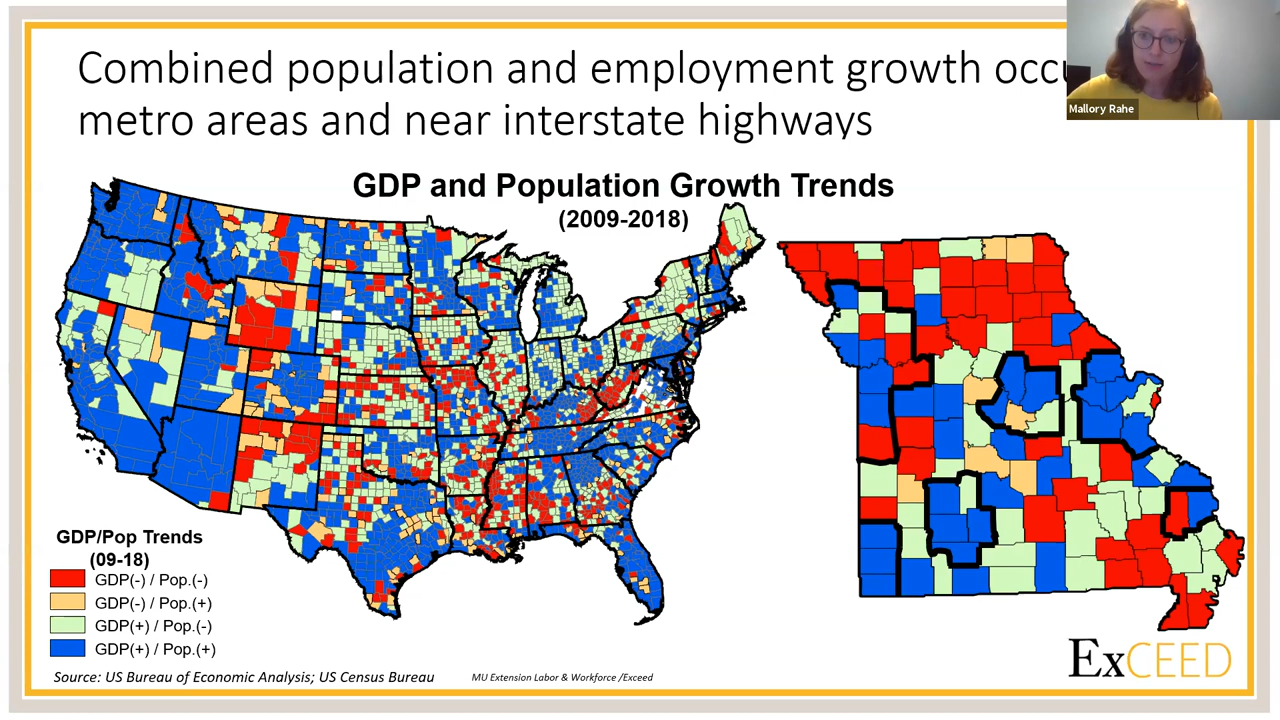 Combined population and employment growth occu
metro areas and near interstate highways
Mallory Rahe
GDP and Population Growth Trends
(2009-2018)
GDP/Pop Trends
(09-18)
GDP(-) / Pop.(-)
GDP(-) / Pop.(+)
GDP(+) / Pop.(-)
GDP(+) / Pop.(+)
Source: US Bureau of Economic Analysis; US Census Bureau
MU Extension Labor & Workforce /Exceed
ExCEED